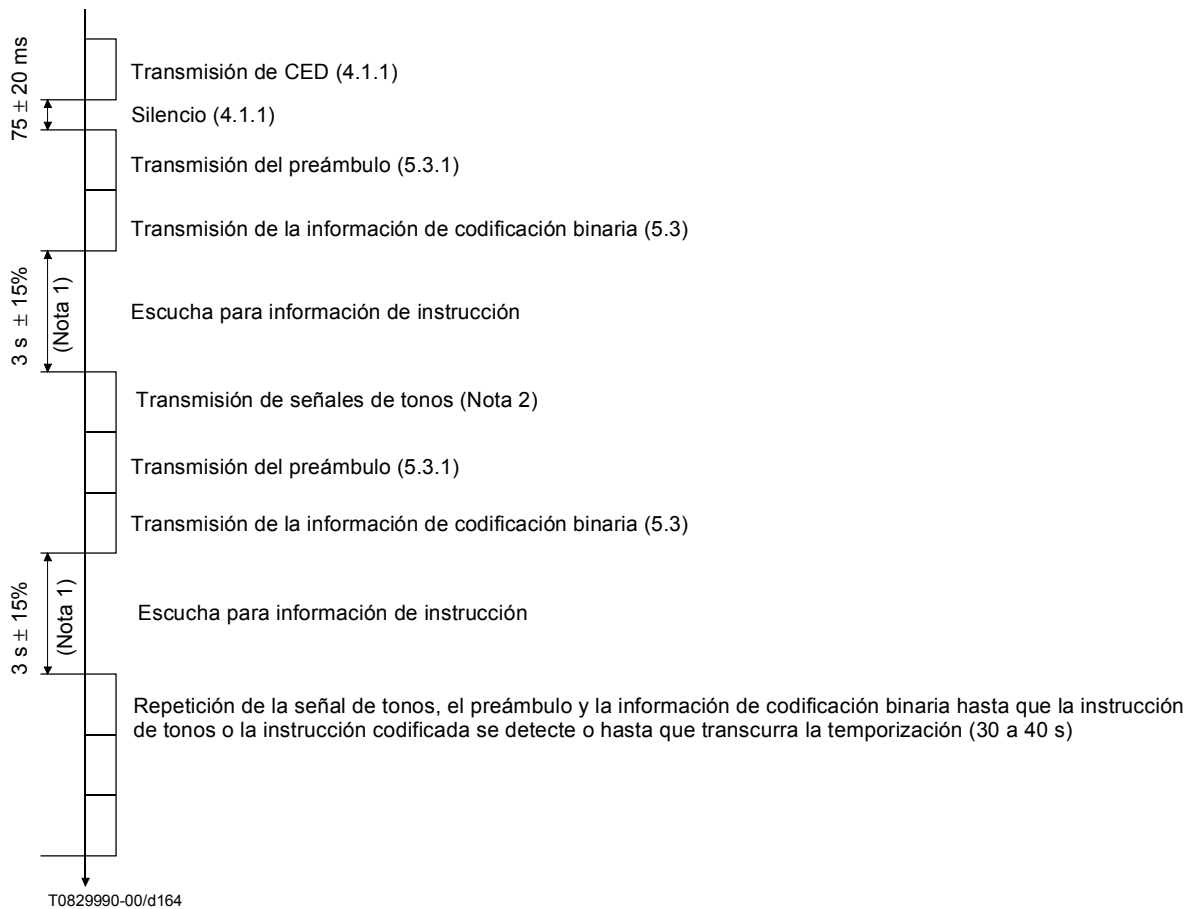 75 ± 20 ms
Transmisión de CED (4.1.1)
Silencio (4.1.1)
Transmisión del preámbulo (5.3.1)
Transmisión de la información de codificación binaria (5.3)
3 s ± 15%
(Nota 1)
Escucha para información de instrucción
Transmisión de señales de tonos (Nota 2)
Transmisión del preámbulo (5.3.1)
Transmisión de la información de codificación binaria (5.3)
3 s ± 15%
(Nota 1)
Escucha para información de instrucción
Repetición de la señal de tonos, el preámbulo y la información de codificación binaria hasta que la instrucción
de tonos o la instrucción codificada se detecte o hasta que transcurra la temporización (30 a 40 s)
T0829990-00/d164